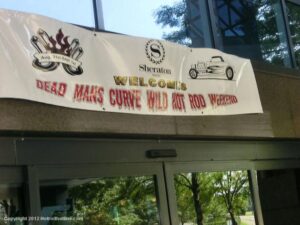 Sheraton
WELCOMES
DEAD MANS CURVE WILD HOT ROD WEEKEND